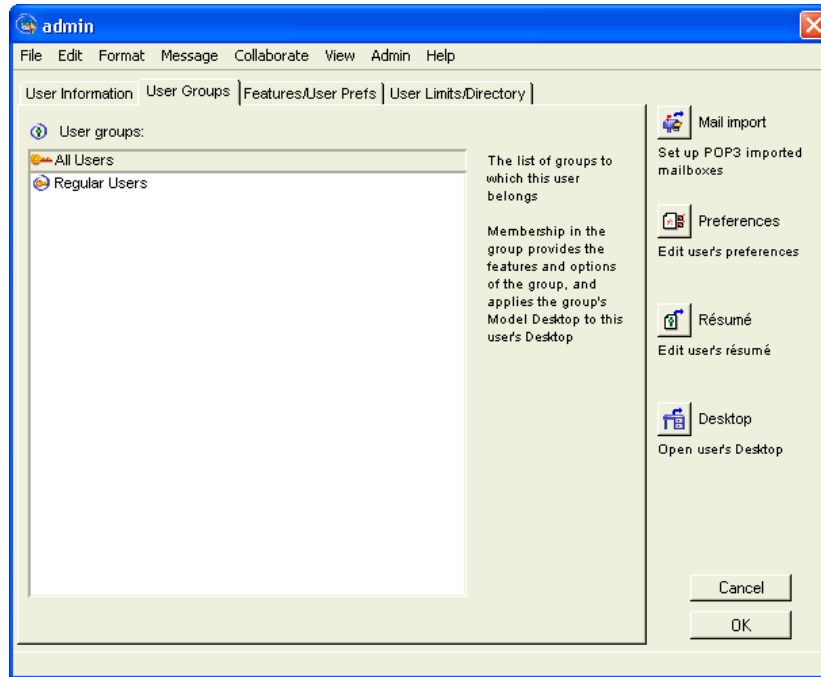 admin
File Edit Format Message Collaborate View Admin Help
User Information User Groups Features/User Prefs User Limits/Directory
User groups:
All Users
Regular Users
The list of groups to
which this user
belongs
Membership in the
group provides the
features and options
of the group, and
applies the group's
Model Desktop to this
user's Desktop
Mail import
Set up POP3 imported
mailboxes
Preferences
Edit user's preferences
Résumé
Edit user's résumé
Desktop
Open user's Desktop
Cancel
OK